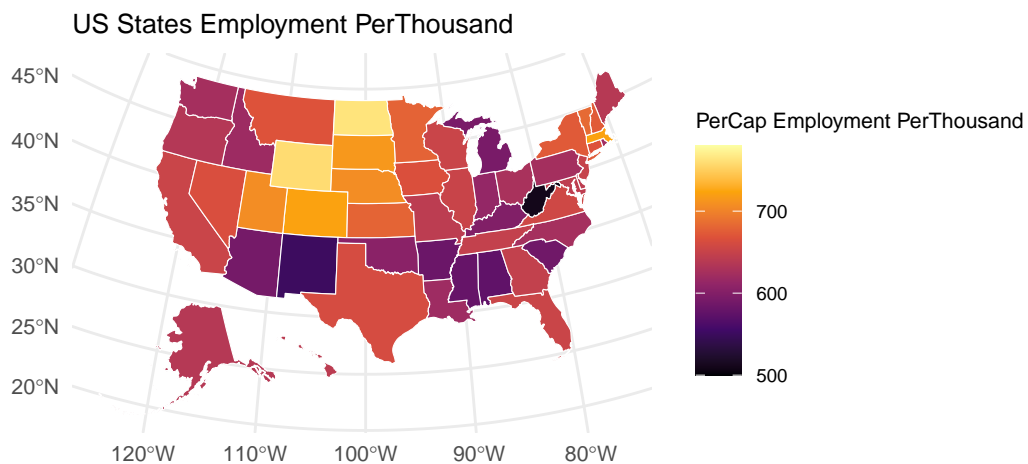 US States Employment PerThousand
45°N
40°N
35°N
30°N
25°N
20°N
120°W 110°W 100°W 90°W 80°W
PerCap Employment PerThousand
700
600
500